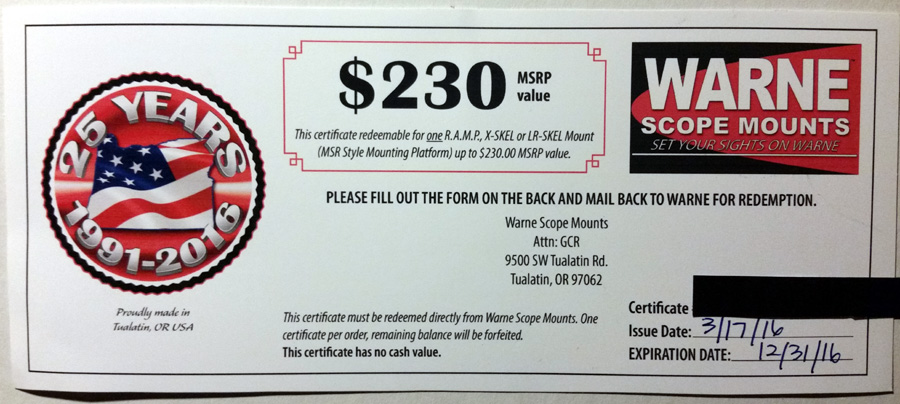 25 YEARS
1991-2016
Proudly made in
Tualatin, OR USA
$230 MSRP value
This certificate redeemable for one R.A.M.P., X-SKEL or LR-SKEL Mount
(MSR Style Mounting Platform) up to $230.00 MSRP value.
WARNE
SCOPE MOUNTS
SET YOUR SIGHTS ON WARNE
PLEASE FILL OUT THE FORM ON THE BACK AND MAIL BACK TO WARNE FOR REDEMPTION.
Warne Scope Mounts
Attn: GCR
9500 SW Tualatin Rd.
Tualatin, OR 97062
This certificate must be redeemed directly from Warne Scope Mounts. One
certificate per order, remaining balance will be forfeited.
This certificate has no cash value.
Certificate
Issue Date: 3/17/16
EXPIRATION DATE: 12/31/16